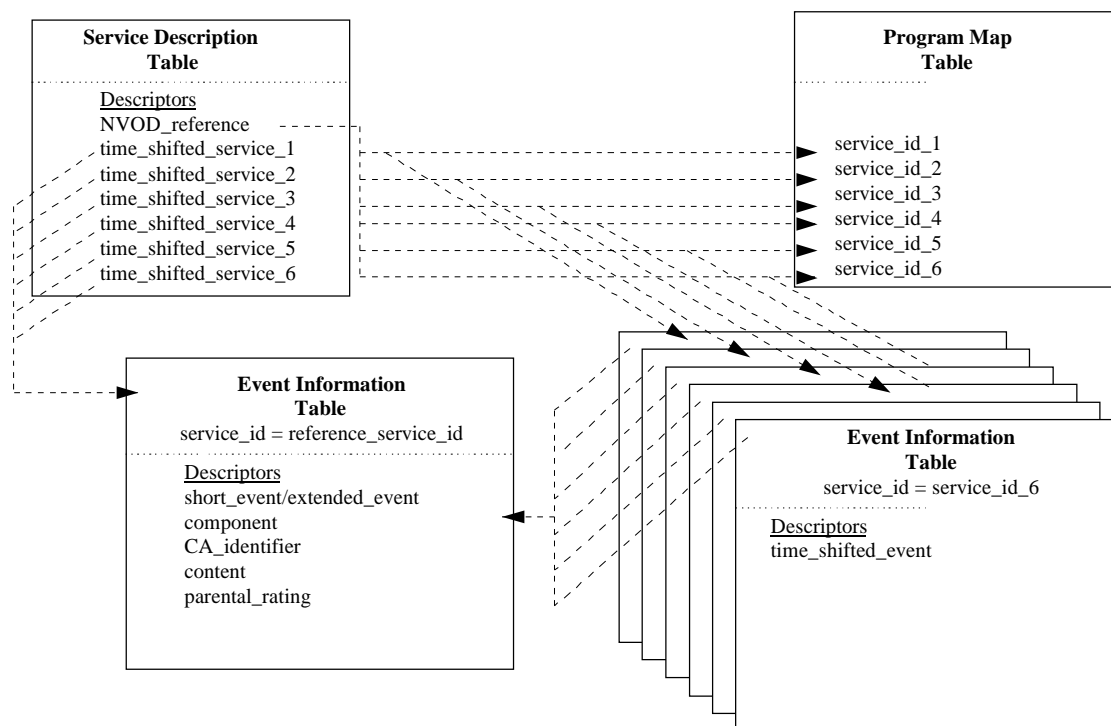 Service Description
Table
Descriptors
NVOD_reference
time_shifted_service_1
time_shifted_service_2
time_shifted_service_3
time_shifted_service_4
time_shifted_service_5
time_shifted_service_6
Program Map
Table
service_id_1
service_id_2
service_id_3
service_id_4
service_id_5
service_id_6
Event Information
Table
service_id = reference_service_id
Descriptors
short_event/extended_event
component
CA_identifier
content
parental_rating
Event Information
Table
service_id = service_id_6
Descriptors
time_shifted_event